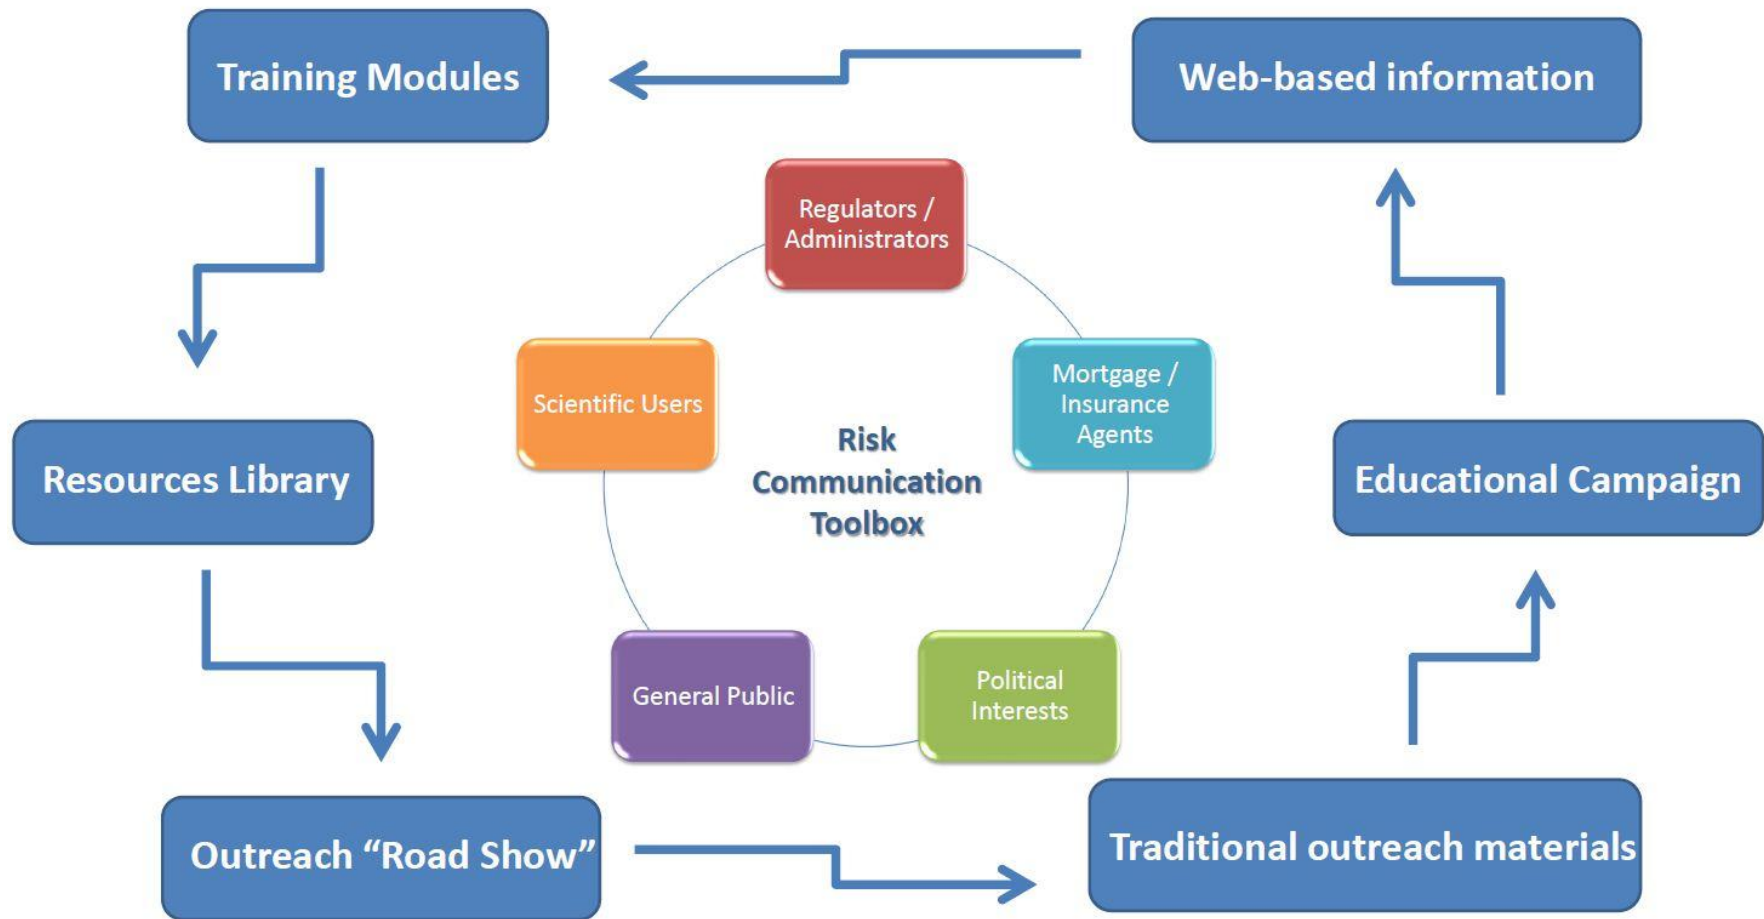 Training Modules
Web-based information
Regulators /
Administrators
Scientific Users
Mortgage /
Insurance
Agents
Risk
Communication
Toolbox
Resources Library
Educational Campaign
General Public
Political
Interests
Outreach “Road Show”
Traditional outreach materials